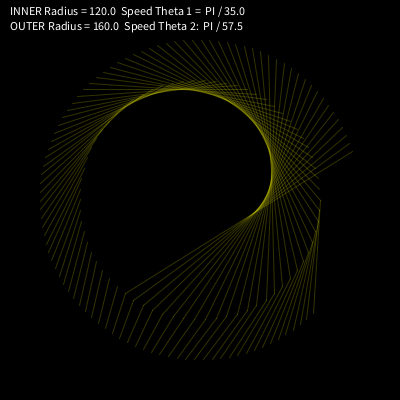 INNER Radius = 120.0  Speed Theta 1 =  PI / 35.0
OUTER Radius = 160.0  Speed Theta 2:  PI / 57.5